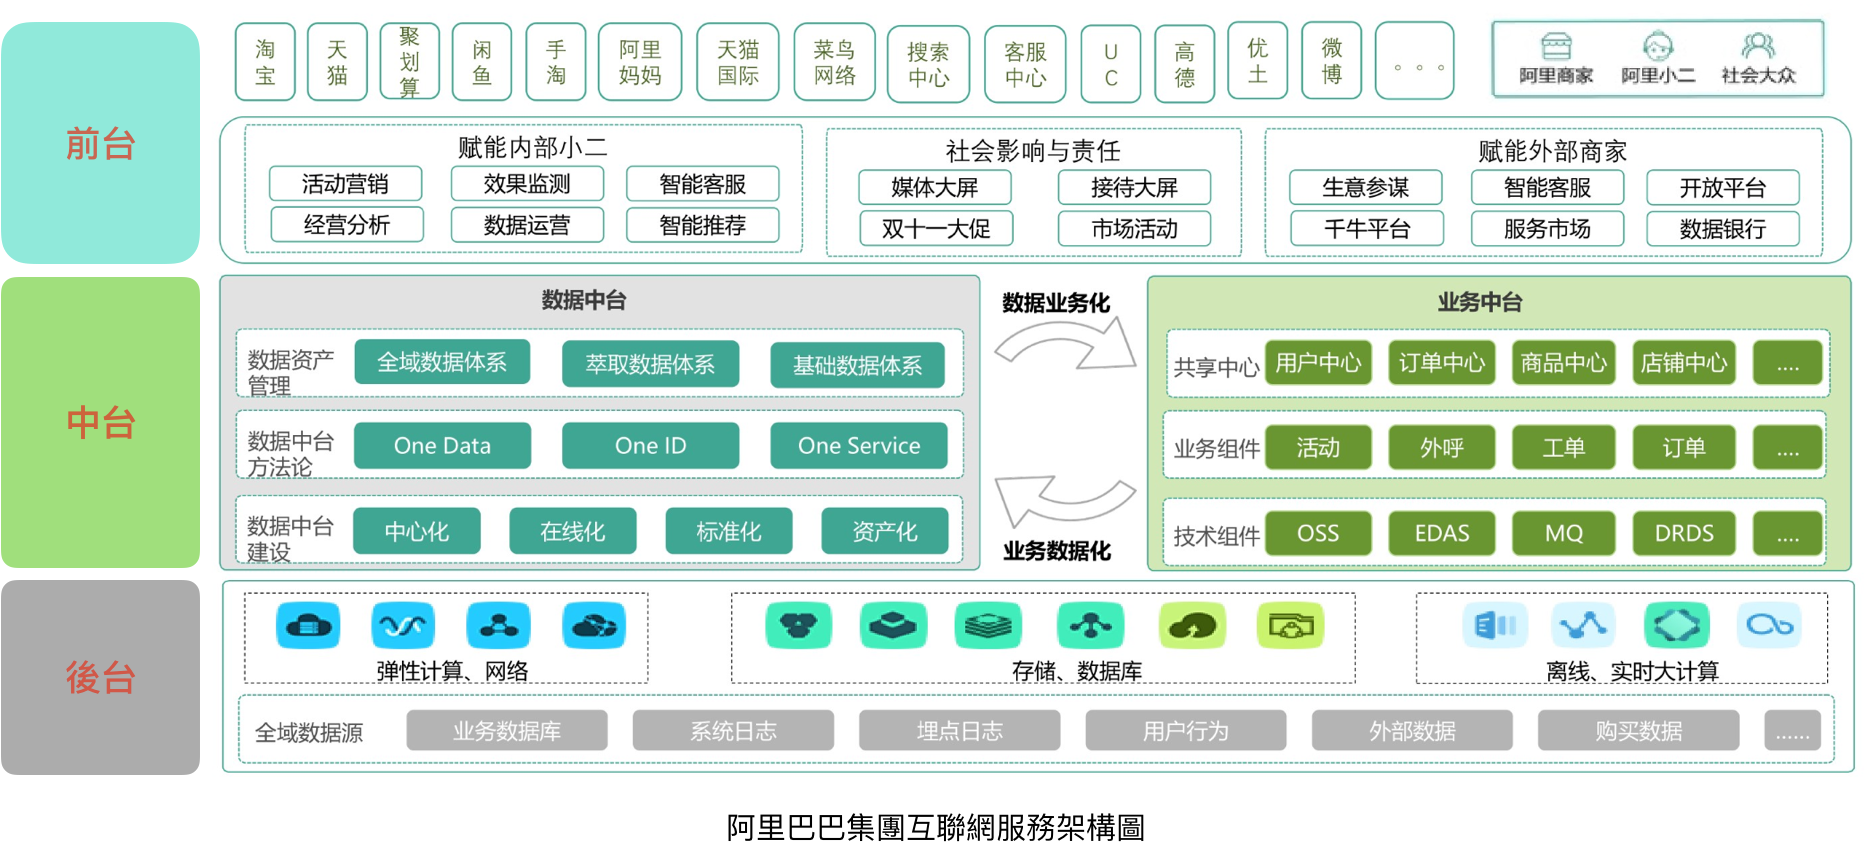 淘宝
天猫
聚划算
闲鱼
手淘
阿里妈妈
天猫国际
菜鸟网络
搜索中心
客服中心
UC
高德
优土
微博
。。。
阿里商家 阿里小二 社会大众
前台
赋能内部小二
活动营销 效果监测 智能客服
经营分析 数据运营 智能推荐
社会影响与责任
媒体大屏 接待大屏
双十一大促 市场活动
赋能外部商家
生意参谋 智能客服 开放平台
千牛平台 服务市场 数据银行
中台
数据中台
数据资产
管理
全域数据体系 萃取数据体系 基础数据体系
数据中台
方法论
One Data One ID One Service
数据中台
建设
中心化 在线化 标准化 资产化
数据业务化
业务数据化
业务中台
共享中心 用户中心 订单中心 商品中心 店铺中心 ....
业务组件 活动 外呼 工单 订单 ....
技术组件 OSS EDAS MQ DRDS ....
後台
弹性计算、网络
存储、数据库
离线、实时大计算
全域数据源 业务数据库 系统日志 埋点日志 用户行为 外部数据 购买数据 ......
阿里巴巴集團互聯網服務架構圖